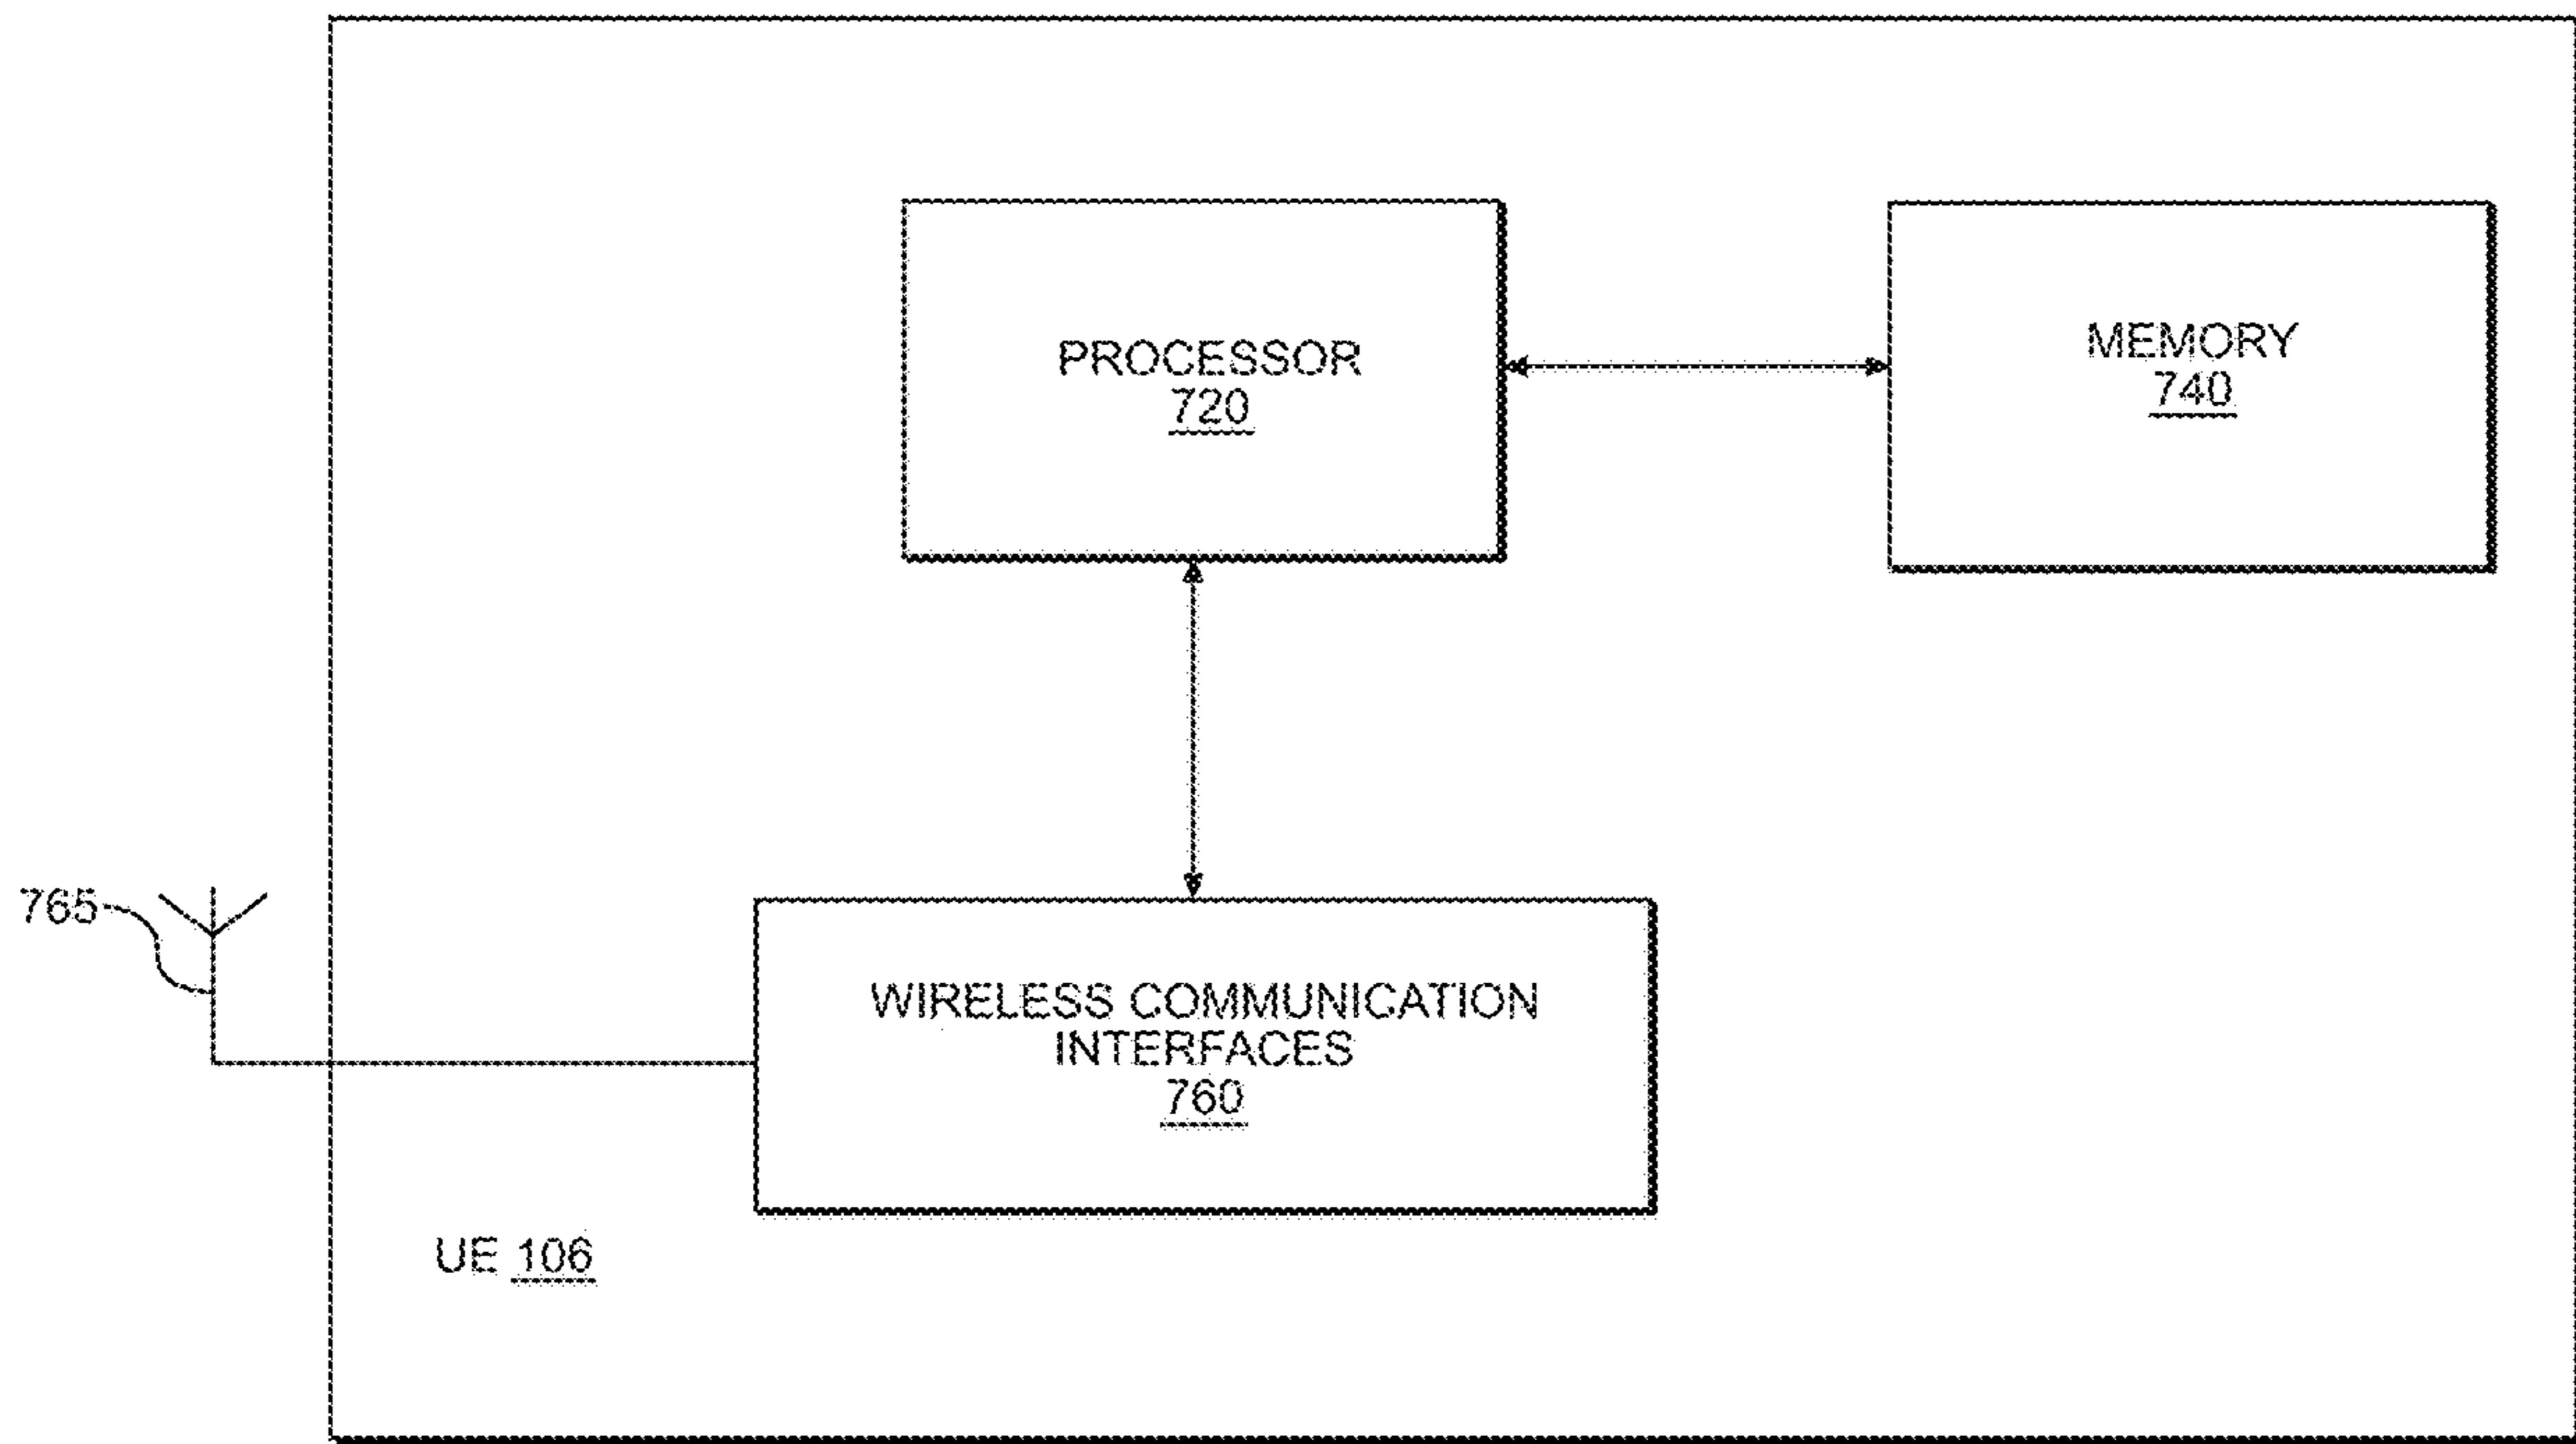 PROCESSOR
720
MEMORY
740
765
WIRELESS COMMUNICATION
INTERFACES
760
UE 106